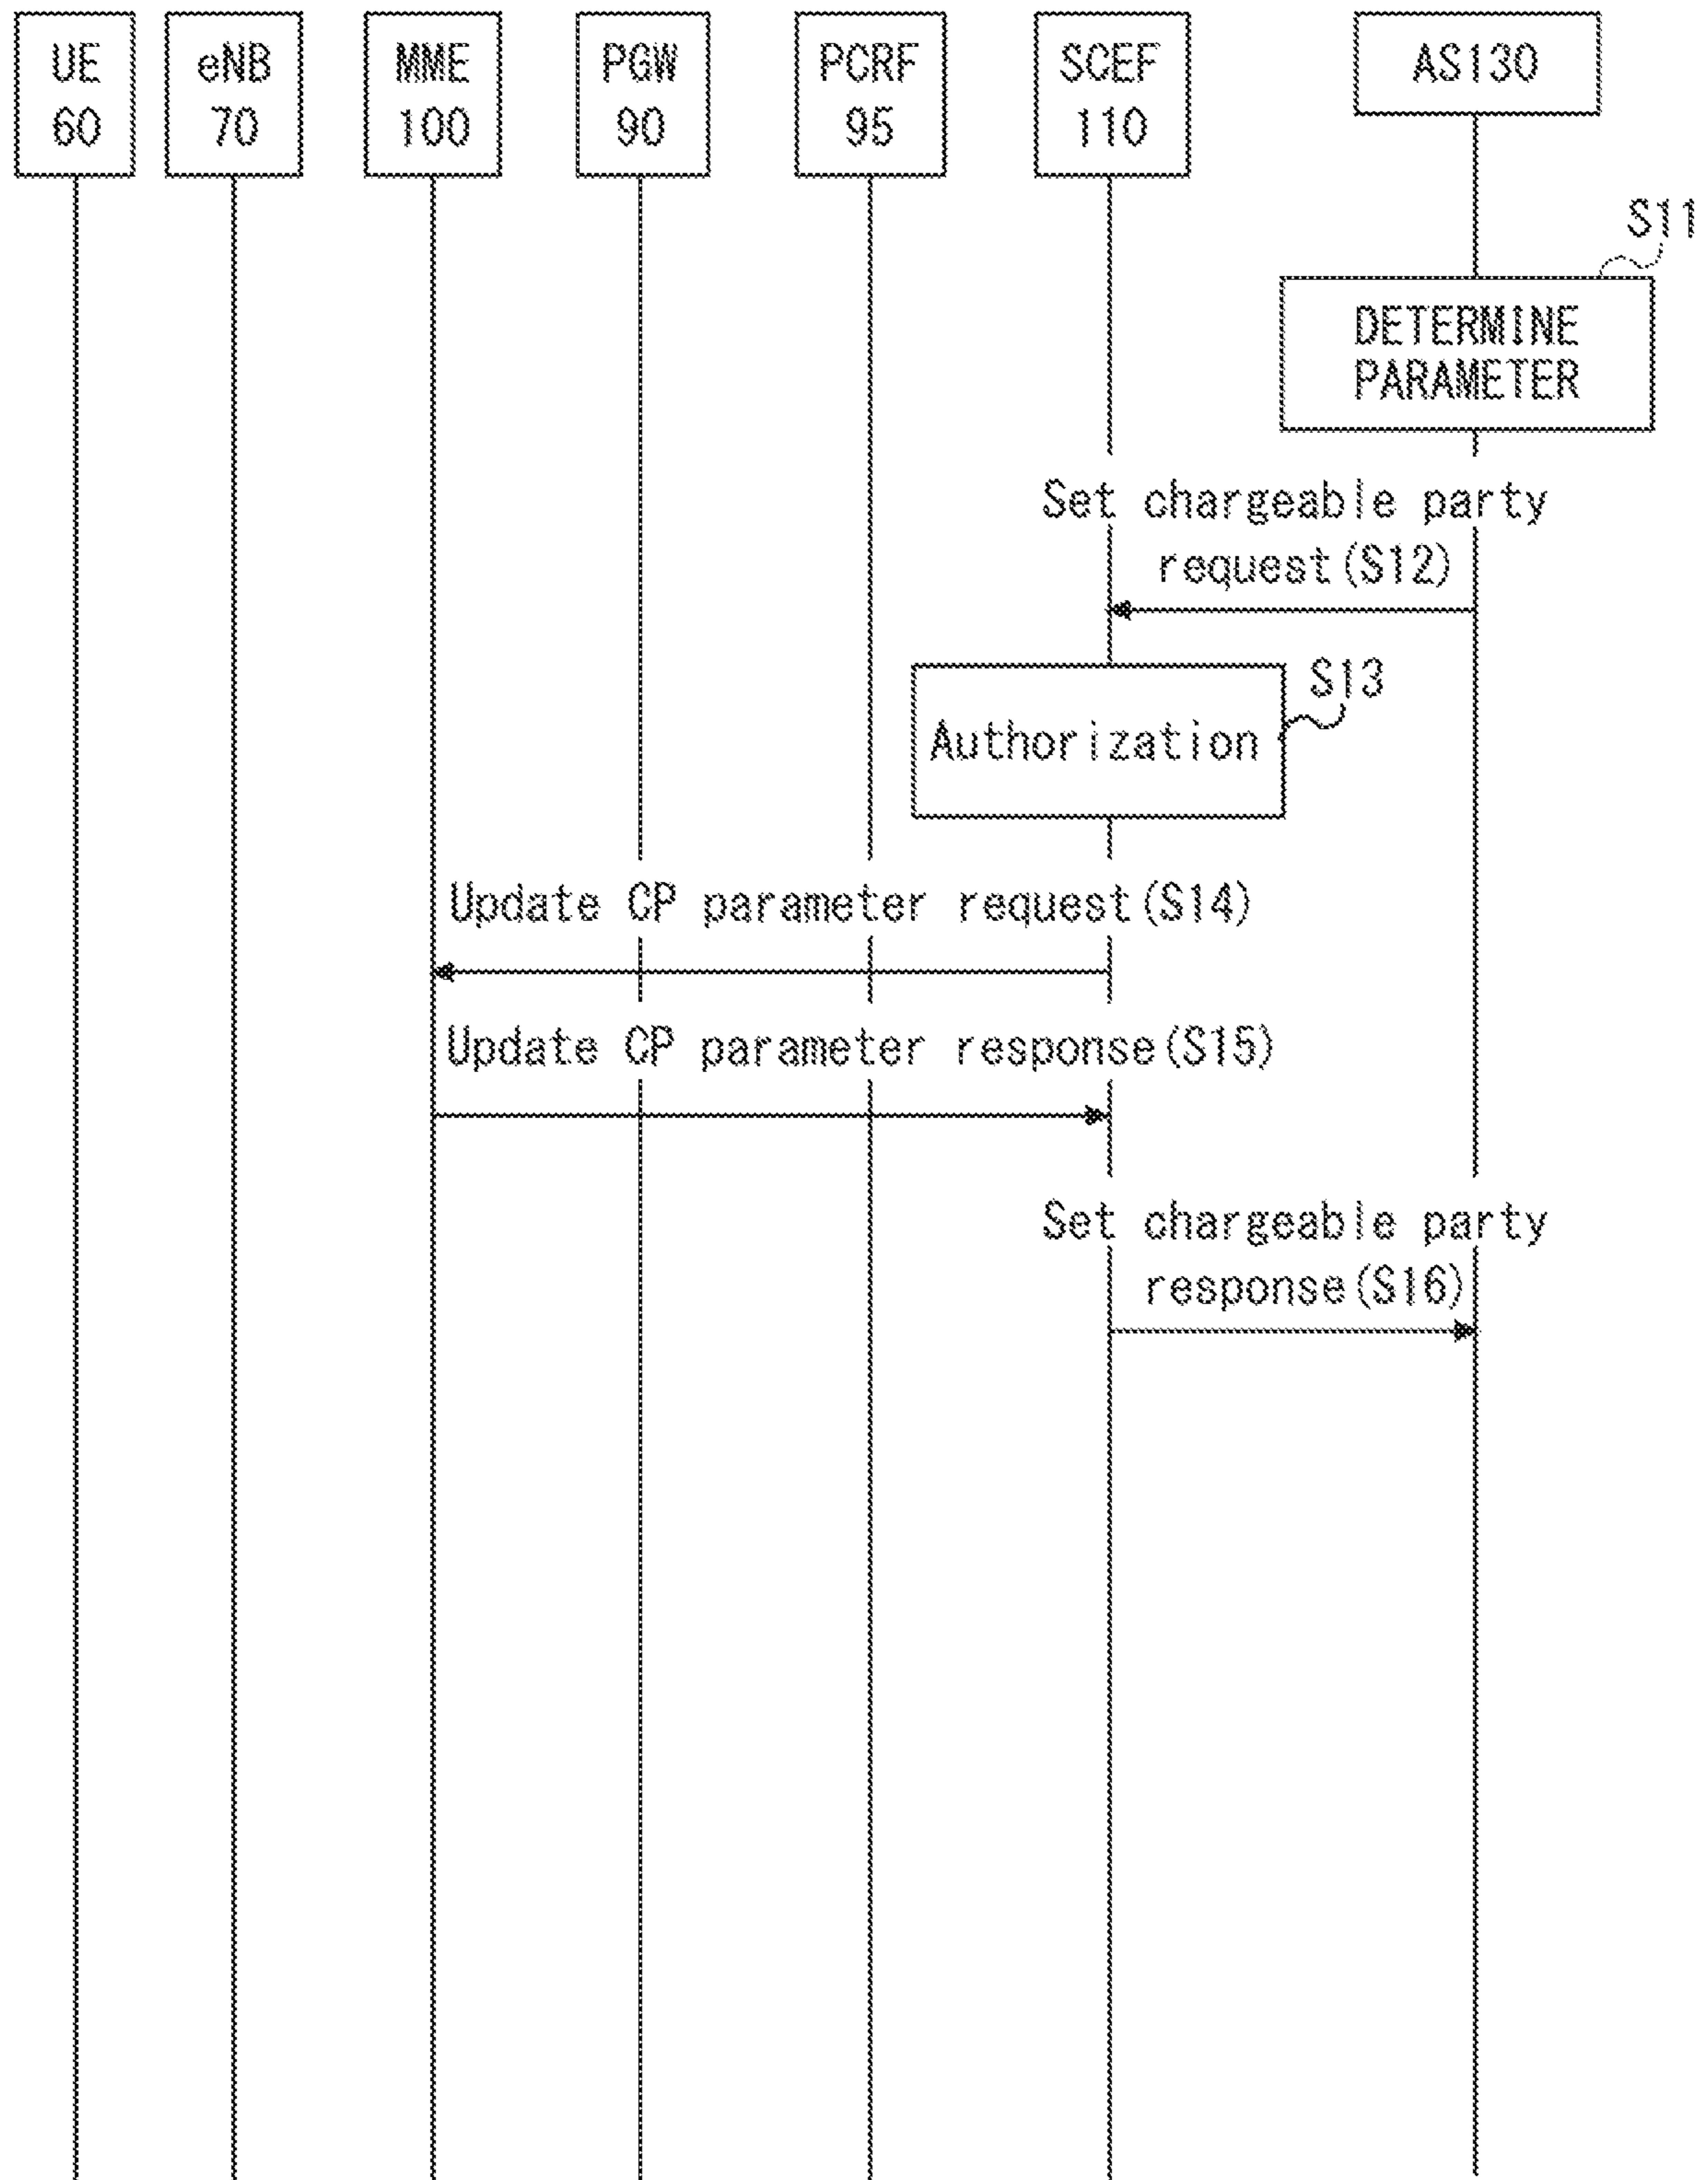 UE
60
eNB
70
MME
100
PGW
90
PCRF
95
SCEF
110
AS130
S11
DETERMINE
PARAMETER
Set chargeable party
request(S12)
S13
Authorization
Update CP parameter request(S14)
Update CP parameter response(S15)
Set chargeable party
response(S16)